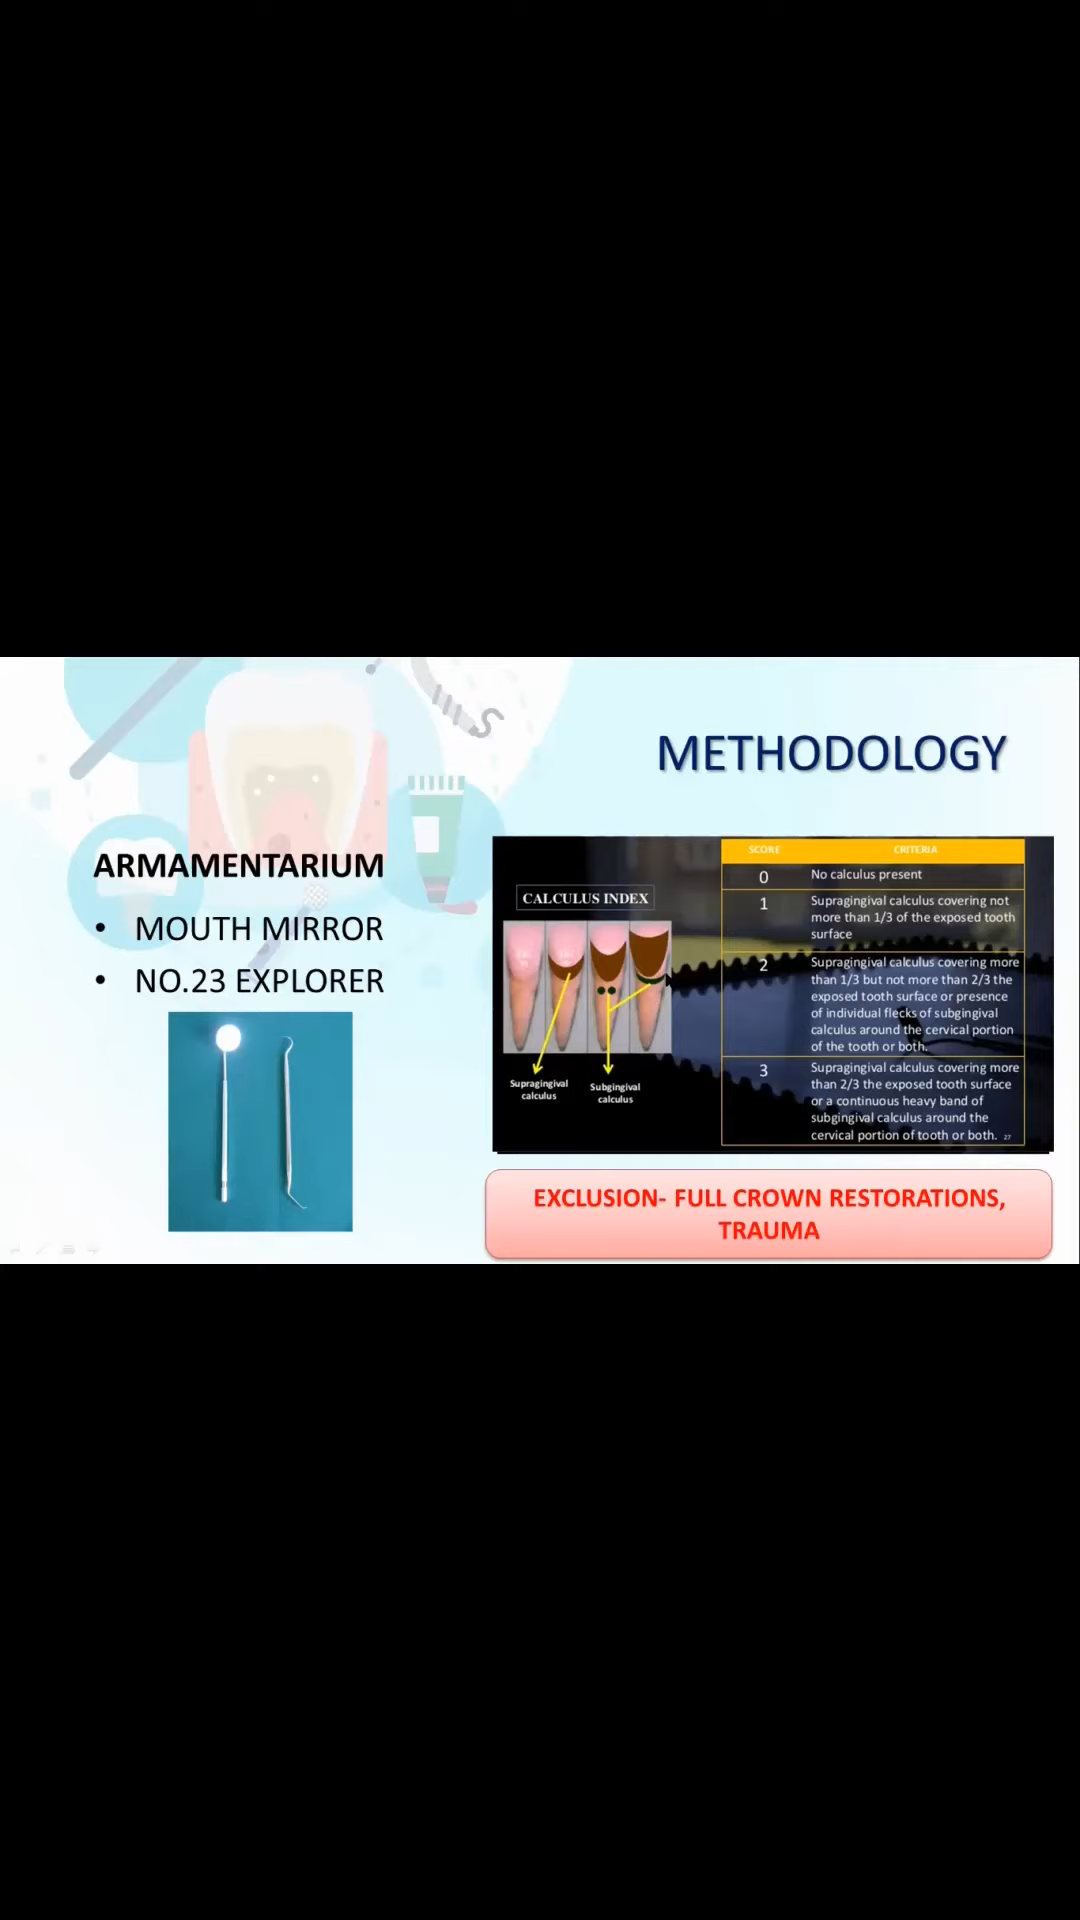 METHODOLOGY
ARMAMENTARIUM
• MOUTH MIRROR
• NO.23 EXPLORER
CALCULUS INDEX
Supragingival
calculus
Subgingival
calculus
SCORE CRITERIA
0 No calculus present
1 Supragingival calculus covering not
more than 1/3 of the exposed tooth
surface
2 Supragingival calculus covering more
than 1/3 but not more than 2/3 the
exposed tooth surface or presence
of individual flecks of subgingival
calculus around the cervical portion
of the tooth or both.
3 Supragingival calculus covering more
than 2/3 the exposed tooth surface
or a continuous heavy band of
subgingival calculus around the
cervical portion of tooth or both. 27
EXCLUSION- FULL CROWN RESTORATIONS,
TRAUMA